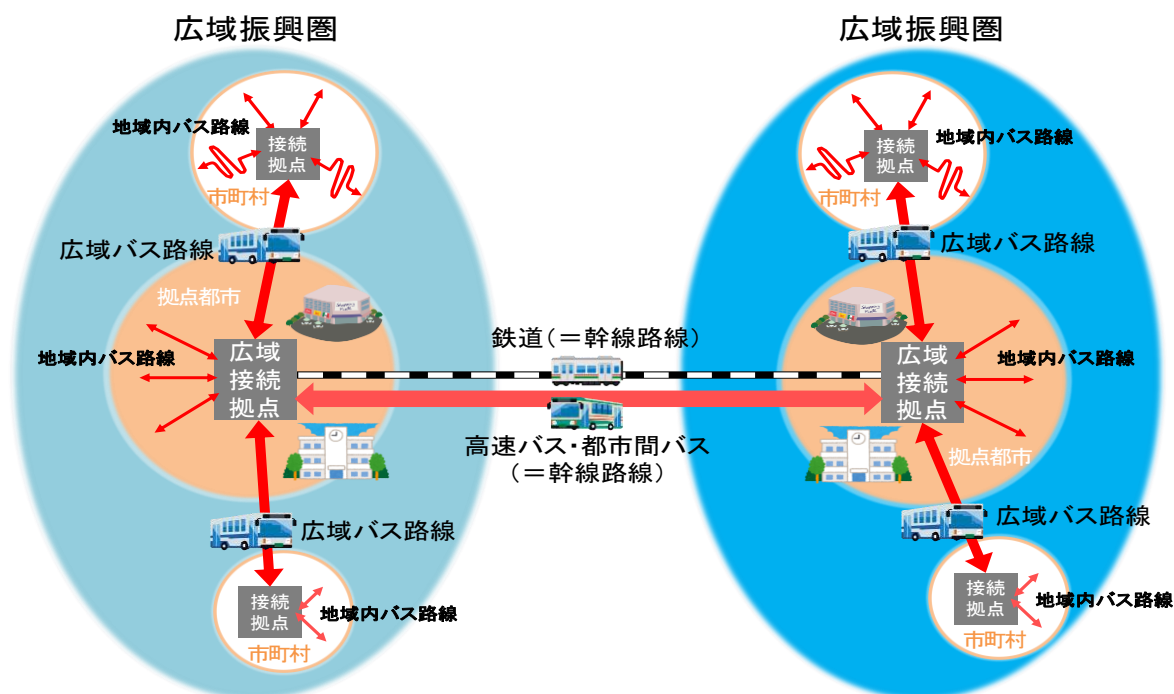 広域振興圏
地域内バス路線
接続
拠点
市町村
広域バス路線
拠点都市
地域内バス路線
広域
接続
拠点
広域バス路線
接続
拠点
地域内バス路線
市町村
鉄道(=幹線路線)
高速バス・都市間バス
(=幹線路線)
広域振興圏
接続
拠点
地域内バス路線
市町村
広域バス路線
広域
接続
拠点
地域内バス路線
拠点都市
広域バス路線
接続
拠点
地域内バス路線
市町村